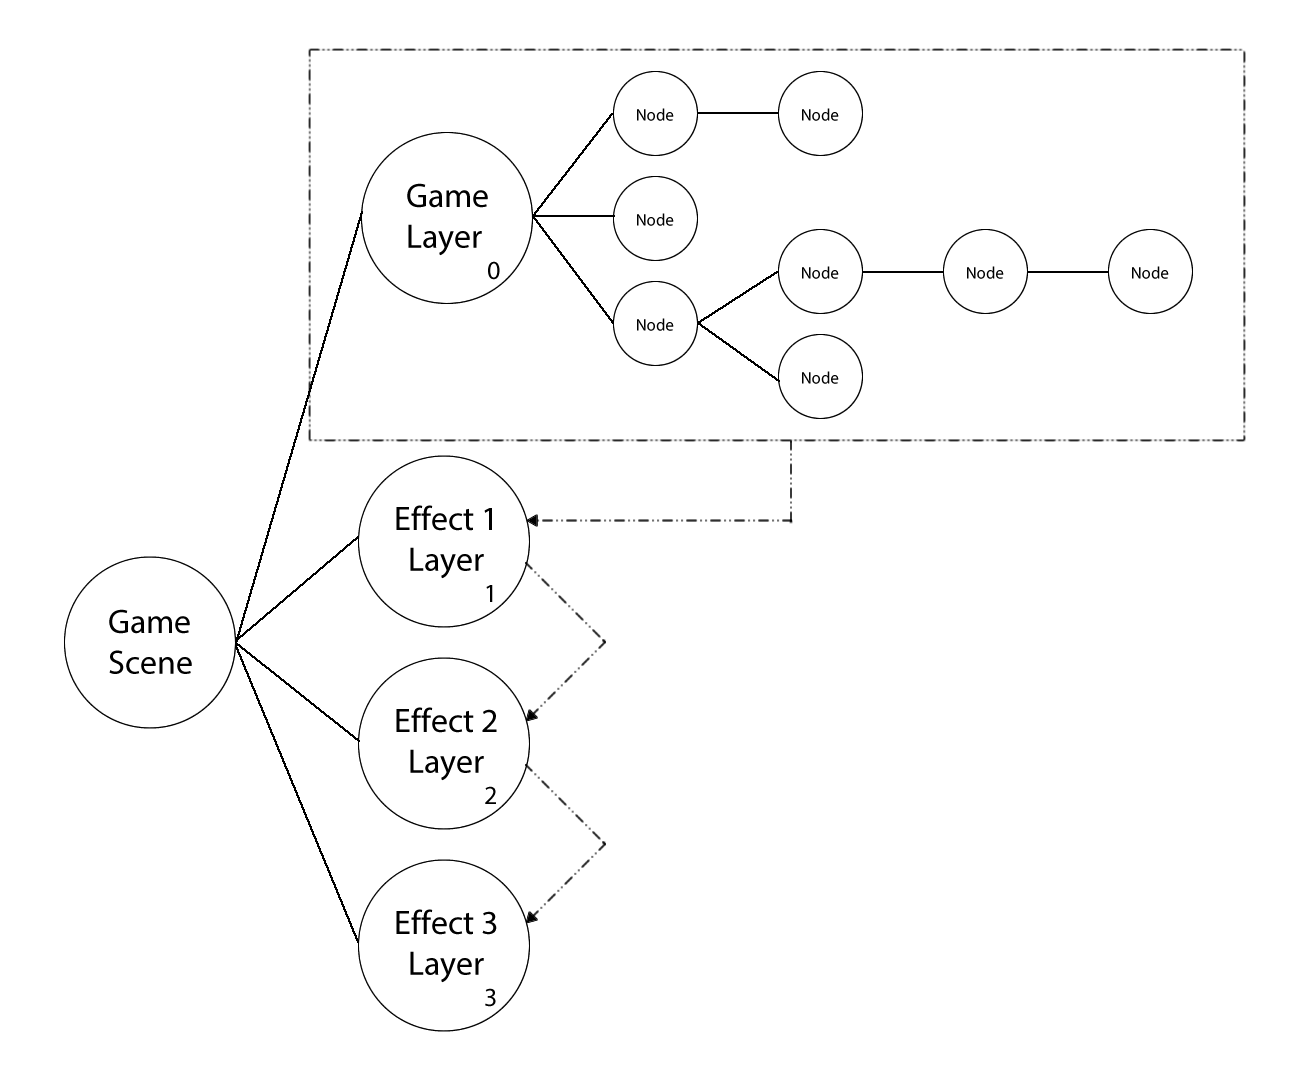 Node
Node
Game
Layer
0
Node
Node
Node
Node
Node
Node
Effect 1
Layer
1
Game
Scene
Effect 2
Layer
2
Effect 3
Layer
3